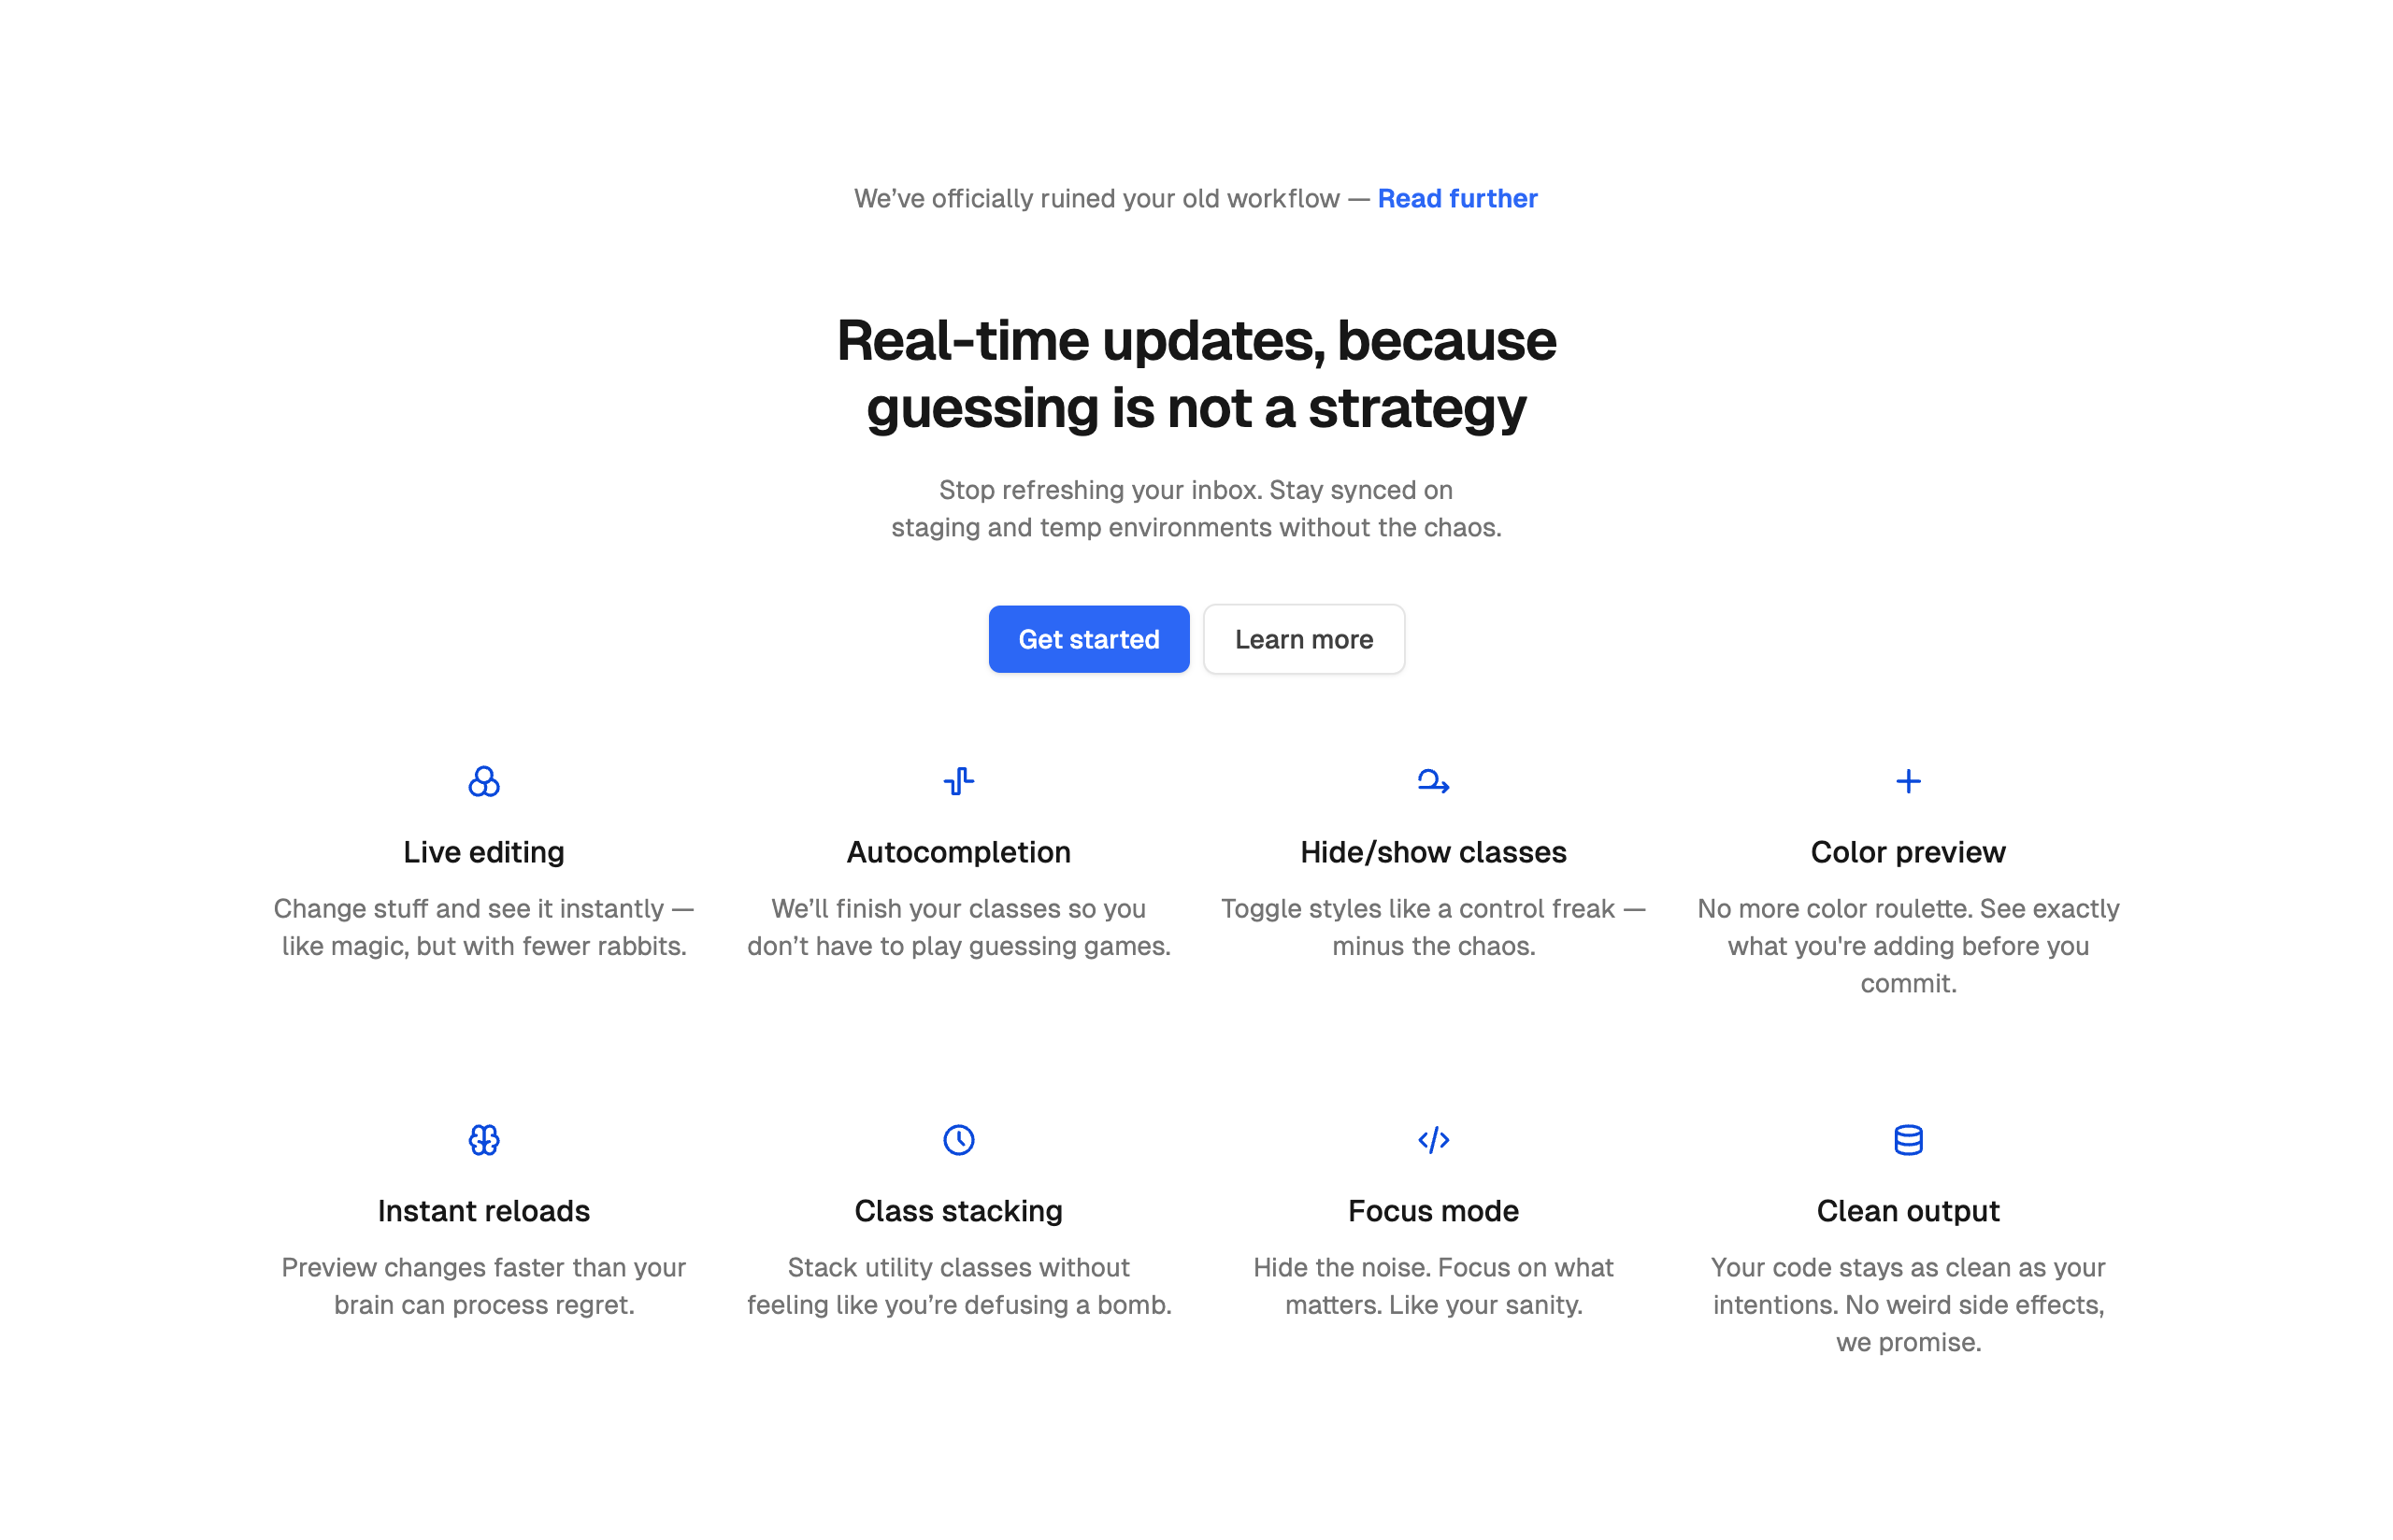 We’ve officially ruined your old workflow — Read further
Real-time updates, because
guessing is not a strategy
Stop refreshing your inbox. Stay synced on
staging and temp environments without the chaos.
Get started
Learn more
Live editing
Change stuff and see it instantly —
like magic, but with fewer rabbits.
Autocompletion
We’ll finish your classes so you
don’t have to play guessing games.
Hide/show classes
Toggle styles like a control freak —
minus the chaos.
Color preview
No more color roulette. See exactly
what you're adding before you
commit.
Instant reloads
Preview changes faster than your
brain can process regret.
Class stacking
Stack utility classes without
feeling like you’re defusing a bomb.
Focus mode
Hide the noise. Focus on what
matters. Like your sanity.
Clean output
Your code stays as clean as your
intentions. No weird side effects,
we promise.